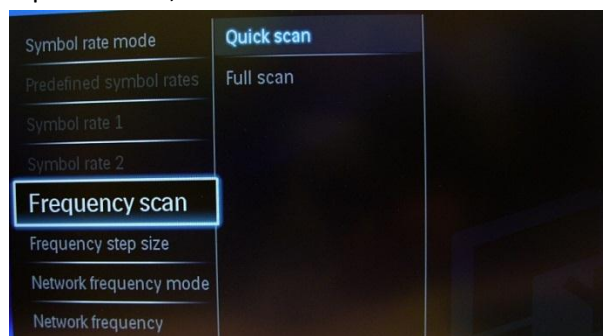 Symbol rate mode
Predefined symbol rates
Symbol rate 1
Symbol rate 2
Frequency scan
Frequency step size
Network frequency mode
Network frequency
Quick scan
Full scan